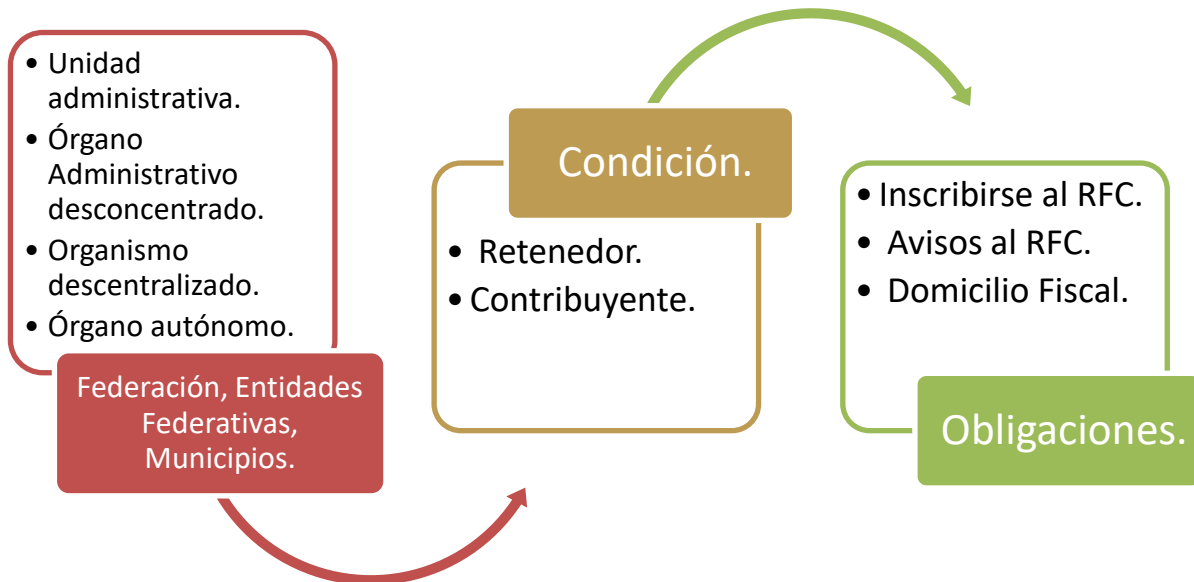 • Unidad
administrativa.
• Órgano
Administrativo
desconcentrado.
• Organismo
descentralizado.
• Órgano autónomo.
Federación, Entidades
Federativas,
Municipios.
Condición.
• Retenedor.
• Contribuyente.
• Inscribirse al RFC.
• Avisos al RFC.
• Domicilio Fiscal.
Obligaciones.